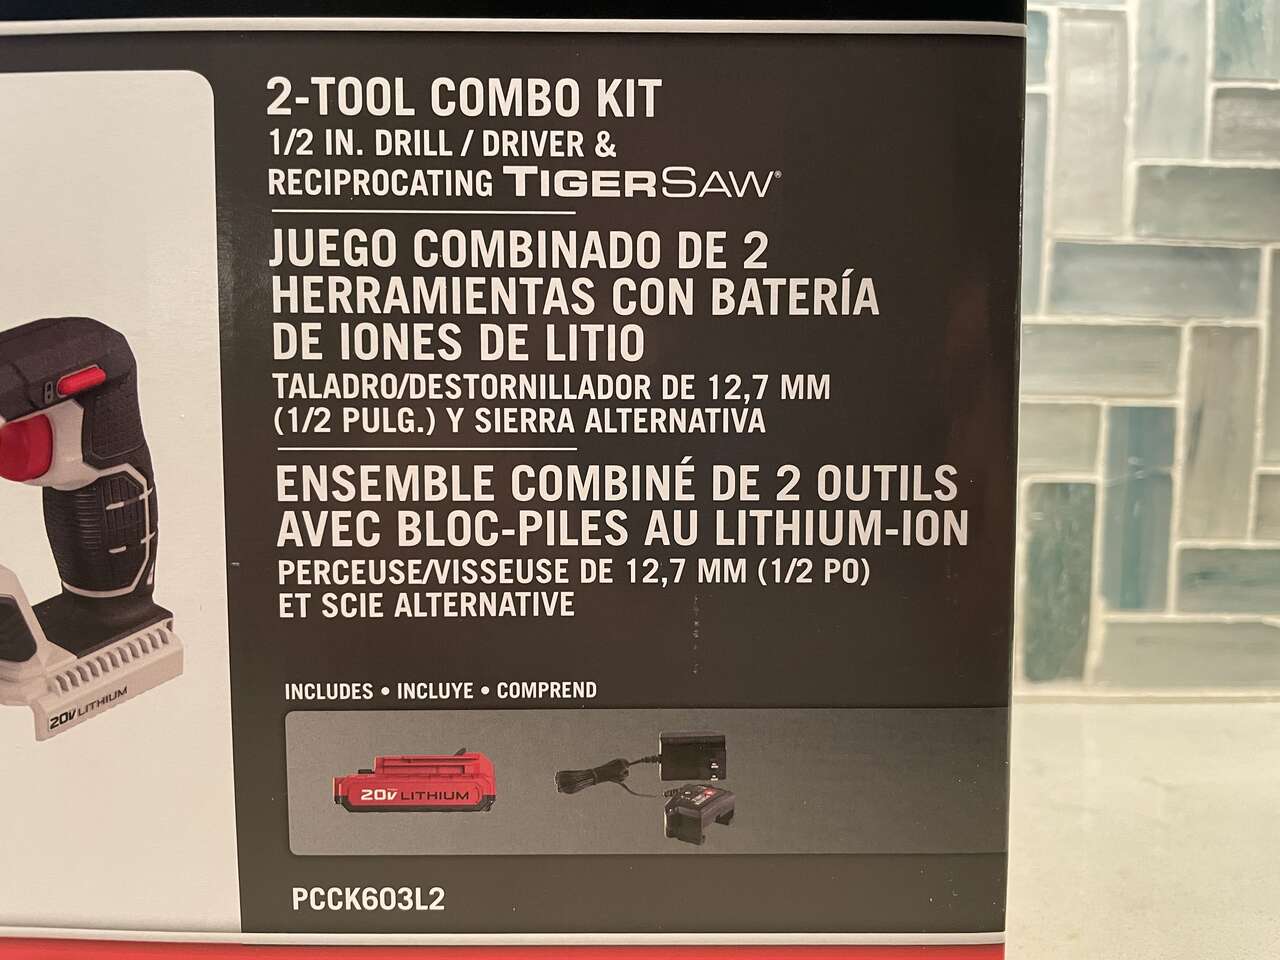 2-TOOL COMBO KIT
1/2 IN. DRILL / DRIVER &
RECIPROCATING TIGERSAW®
JUEGO COMBINADO DE 2
HERRAMIENTAS CON BATERÍA
DE IONES DE LITIO
TALADRO/DESTORNILLADOR DE 12,7 MM
(1/2 PULG.) Y SIERRA ALTERNATIVA
ENSEMBLE COMBINÉ DE 2 OUTILS
AVEC BLOC-PILES AU LITHIUM-ION
PERCEUSE/VISSEUSE DE 12,7 MM (1/2 PO)
ET SCIE ALTERNATIVE
INCLUDES • INCLUYE • COMPREND
20V LITHIUM
20V LITHIUM
PCCK603L2